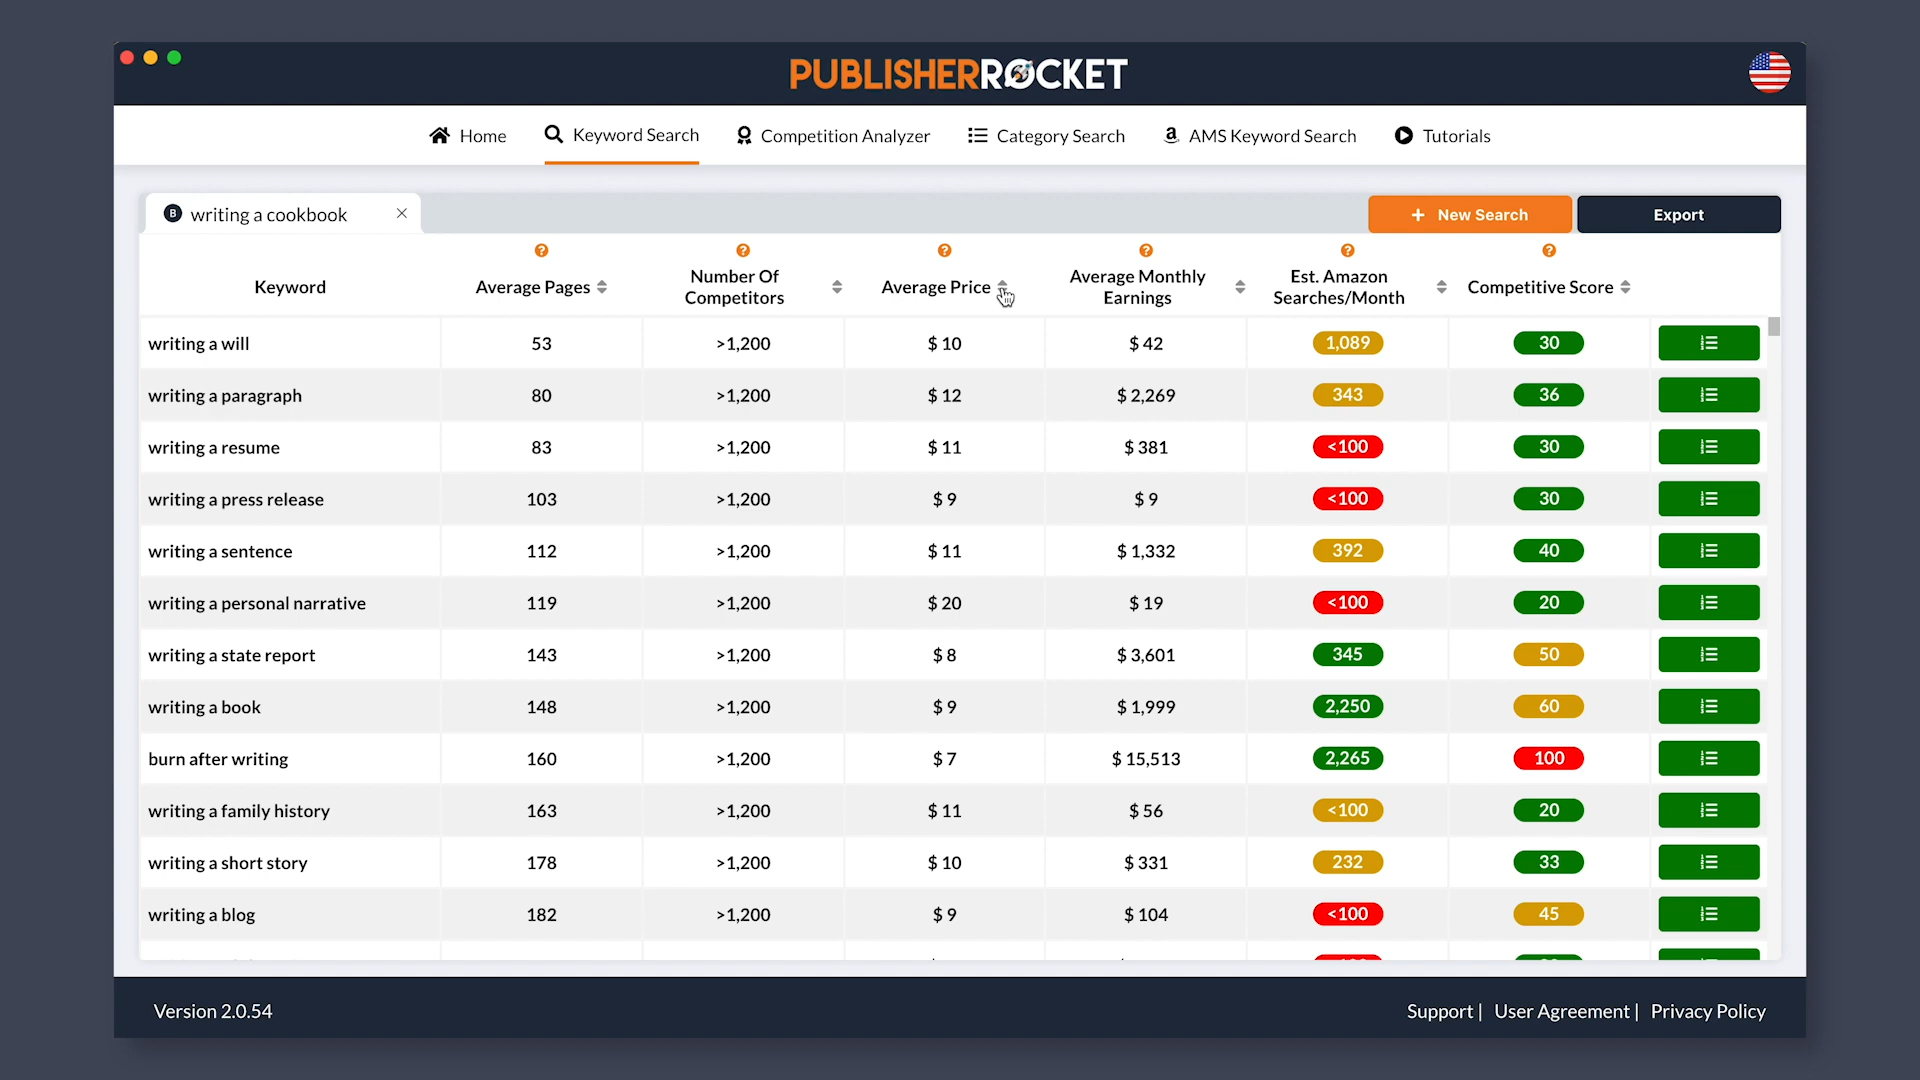 PUBLISHERROCKET
Home Keyword Search Competition Analyzer Category Search AMS Keyword Search Tutorials
B writing a cookbook
+ New Search Export
Keyword Average Pages Number Of Competitors Average Price Average Monthly Earnings Est. Amazon Searches/Month Competitive Score
writing a will 53 >1,200 $ 10 $ 42 1,089 30
writing a paragraph 80 >1,200 $ 12 $ 2,269 343 36
writing a resume 83 >1,200 $ 11 $ 381 <100 30
writing a press release 103 >1,200 $ 9 $ 9 <100 30
writing a sentence 112 >1,200 $ 11 $ 1,332 392 40
writing a personal narrative 119 >1,200 $ 20 $ 19 <100 20
writing a state report 143 >1,200 $ 8 $ 3,601 345 50
writing a book 148 >1,200 $ 9 $ 1,999 2,250 60
burn after writing 160 >1,200 $ 7 $ 15,513 2,265 100
writing a family history 163 >1,200 $ 11 $ 56 <100 20
writing a short story 178 >1,200 $ 10 $ 331 232 33
writing a blog 182 >1,200 $ 9 $ 104 <100 45
Version 2.0.54 Support | User Agreement | Privacy Policy